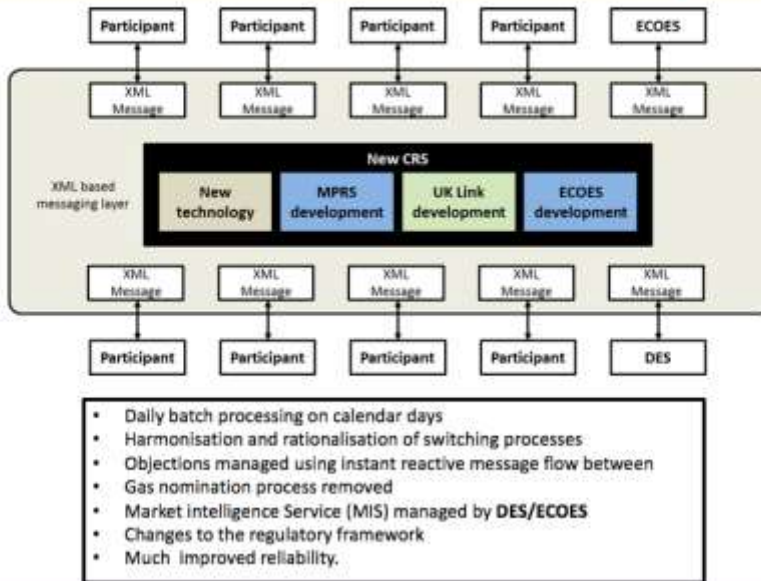 Participant Participant Participant Participant ECOES
XML XML XML XML XML
Message Message Message Message Message
New CRS
XML based
messaging layer
New
technology
MPRS
development
UK Link
development
ECOES
development
XML XML XML XML XML
Message Message Message Message Message
Participant Participant Participant Participant DES
• Daily batch processing on calendar days
• Harmonisation and rationalisation of switching processes
• Objections managed using instant reactive message flow between
• Gas nomination process removed
• Market intelligence Service (MIS) managed by DES/ECOES
• Changes to the regulatory framework
• Much improved reliability.